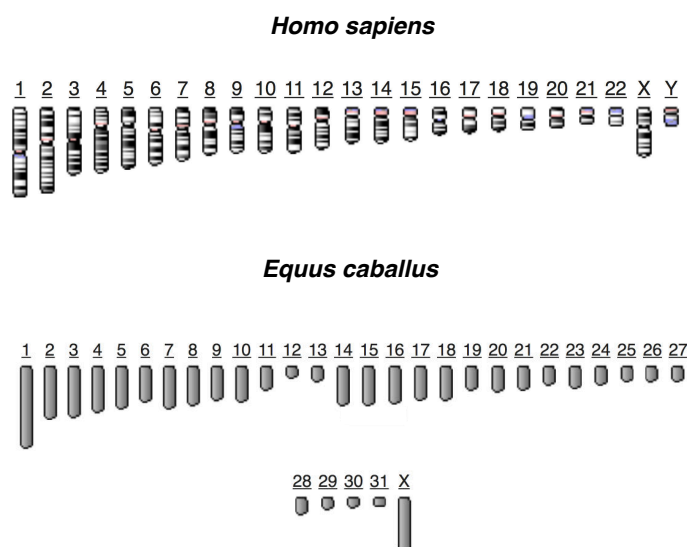 Homo sapiens
1 2 3 4 5 6 7 8 9 10 11 12 13 14 15 16 17 18 19 20 21 22 X Y
Equus caballus
1 2 3 4 5 6 7 8 9 10 11 12 13 14 15 16 17 18 19 20 21 22 23 24 25 26 27
28 29 30 31 X